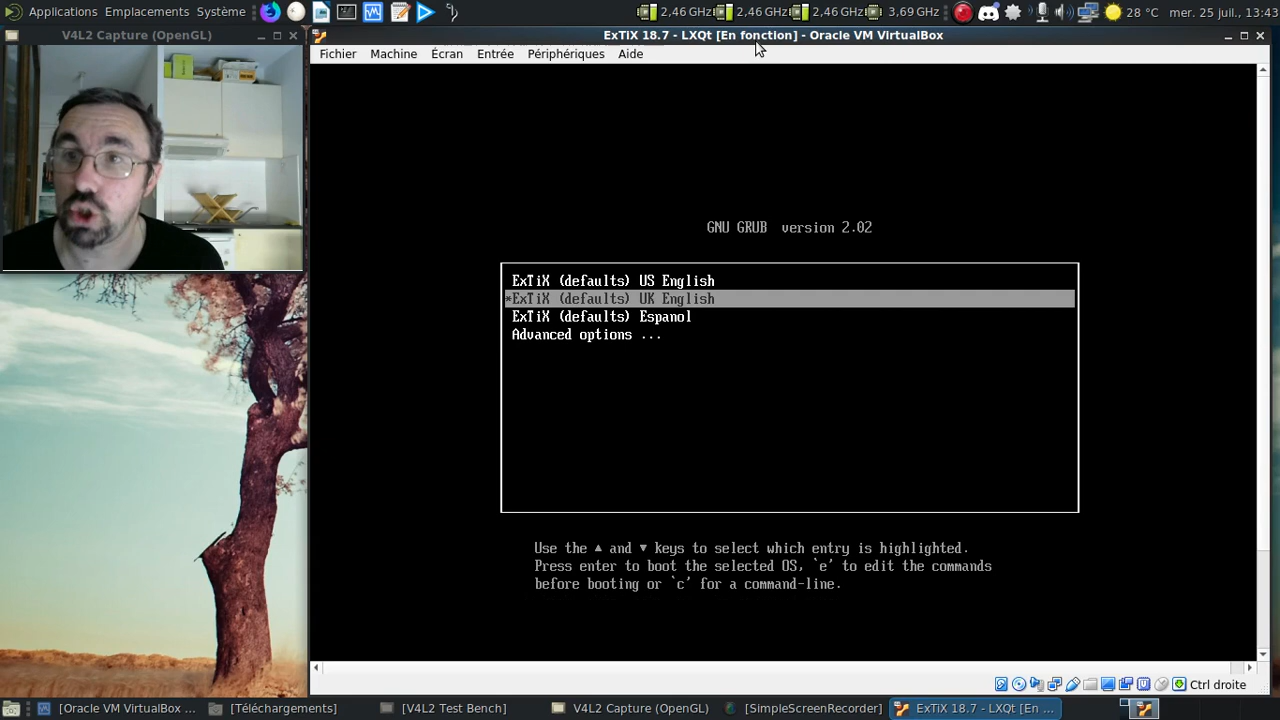 Applications Emplacements Système 2,46 GHz 2,46 GHz 2,46 GHz 3,69 GHz 28 °C mer. 25 juil., 13:43
V4L2 Capture (OpenGL)
ExTiX 18.7 - LXQt [En fonction] - Oracle VM VirtualBox
Fichier Machine Écran Entrée Périphériques Aide
GNU GRUB version 2.02
ExTiX (defaults) US English
*ExTiX (defaults) UK English
ExTiX (defaults) Espanol
Advanced options ...
Use the ▲ and ▼ keys to select which entry is highlighted.
Press enter to boot the selected OS, `e' to edit the commands
before booting or `c' for a command-line.
Ctrl droite
[Oracle VM VirtualBox ... [Téléchargements] [V4L2 Test Bench] V4L2 Capture (OpenGL) [SimpleScreenRecorder] ExTiX 18.7 - LXQt [En ...